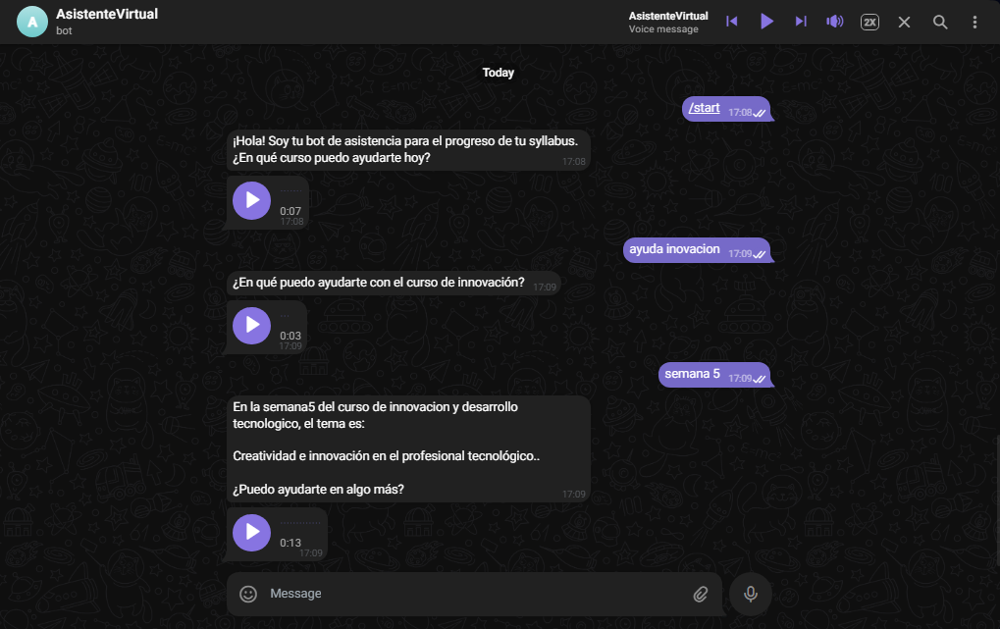 A
AsistenteVirtual
bot
AsistenteVirtual
Voice message
2X
Today
/start 17:08
¡Hola! Soy tu bot de asistencia para el progreso de tu syllabus.
¿En qué curso puedo ayudarte hoy? 17:08
0:07
17:08
ayuda inovacion 17:09
¿En qué puedo ayudarte con el curso de innovación? 17:09
0:03
17:09
semana 5 17:09
En la semana5 del curso de innovacion y desarrollo
tecnologico, el tema es:
Creatividad e innovación en el profesional tecnológico..
¿Puedo ayudarte en algo más? 17:09
0:13
17:09
Message